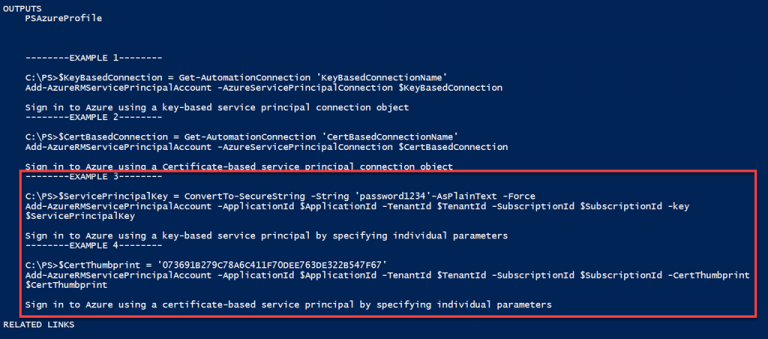 OUTPUTS
PSAzureProfile
--------EXAMPLE 1--------
C:\PS>$KeyBasedConnection = Get-AutomationConnection 'KeyBasedConnectionName'
Add-AzureRMServicePrincipalAccount -AzureServicePrincipalConnection $KeyBasedConnection
Sign in to Azure using a key-based service principal connection object
--------EXAMPLE 2--------
C:\PS>$CertBasedConnection = Get-AutomationConnection 'CertBasedConnectionName'
Add-AzureRMServicePrincipalAccount -AzureServicePrincipalConnection $CertBasedConnection
Sign in to Azure using a Certificate-based service principal connection object
--------EXAMPLE 3--------
C:\PS>$ServicePrincipalKey = ConvertTo-SecureString -String 'password1234'-AsPlainText -Force
Add-AzureRMServicePrincipalAccount -ApplicationId $ApplicationId -TenantId $TenantId -SubscriptionId $SubscriptionId -key
$ServicePrincipalKey
Sign in to Azure using a key-based service principal by specifying individual parameters
--------EXAMPLE 4--------
C:\PS>$CertThumbprint = '073691B279C78A6C411F70DEE763DE322B547F67'
Add-AzureRMServicePrincipalAccount -ApplicationId $ApplicationId -TenantId $TenantId -SubscriptionId $SubscriptionId -CertThumbprint
$CertThumbprint
Sign in to Azure using a certificate-based service principal by specifying individual parameters
RELATED LINKS